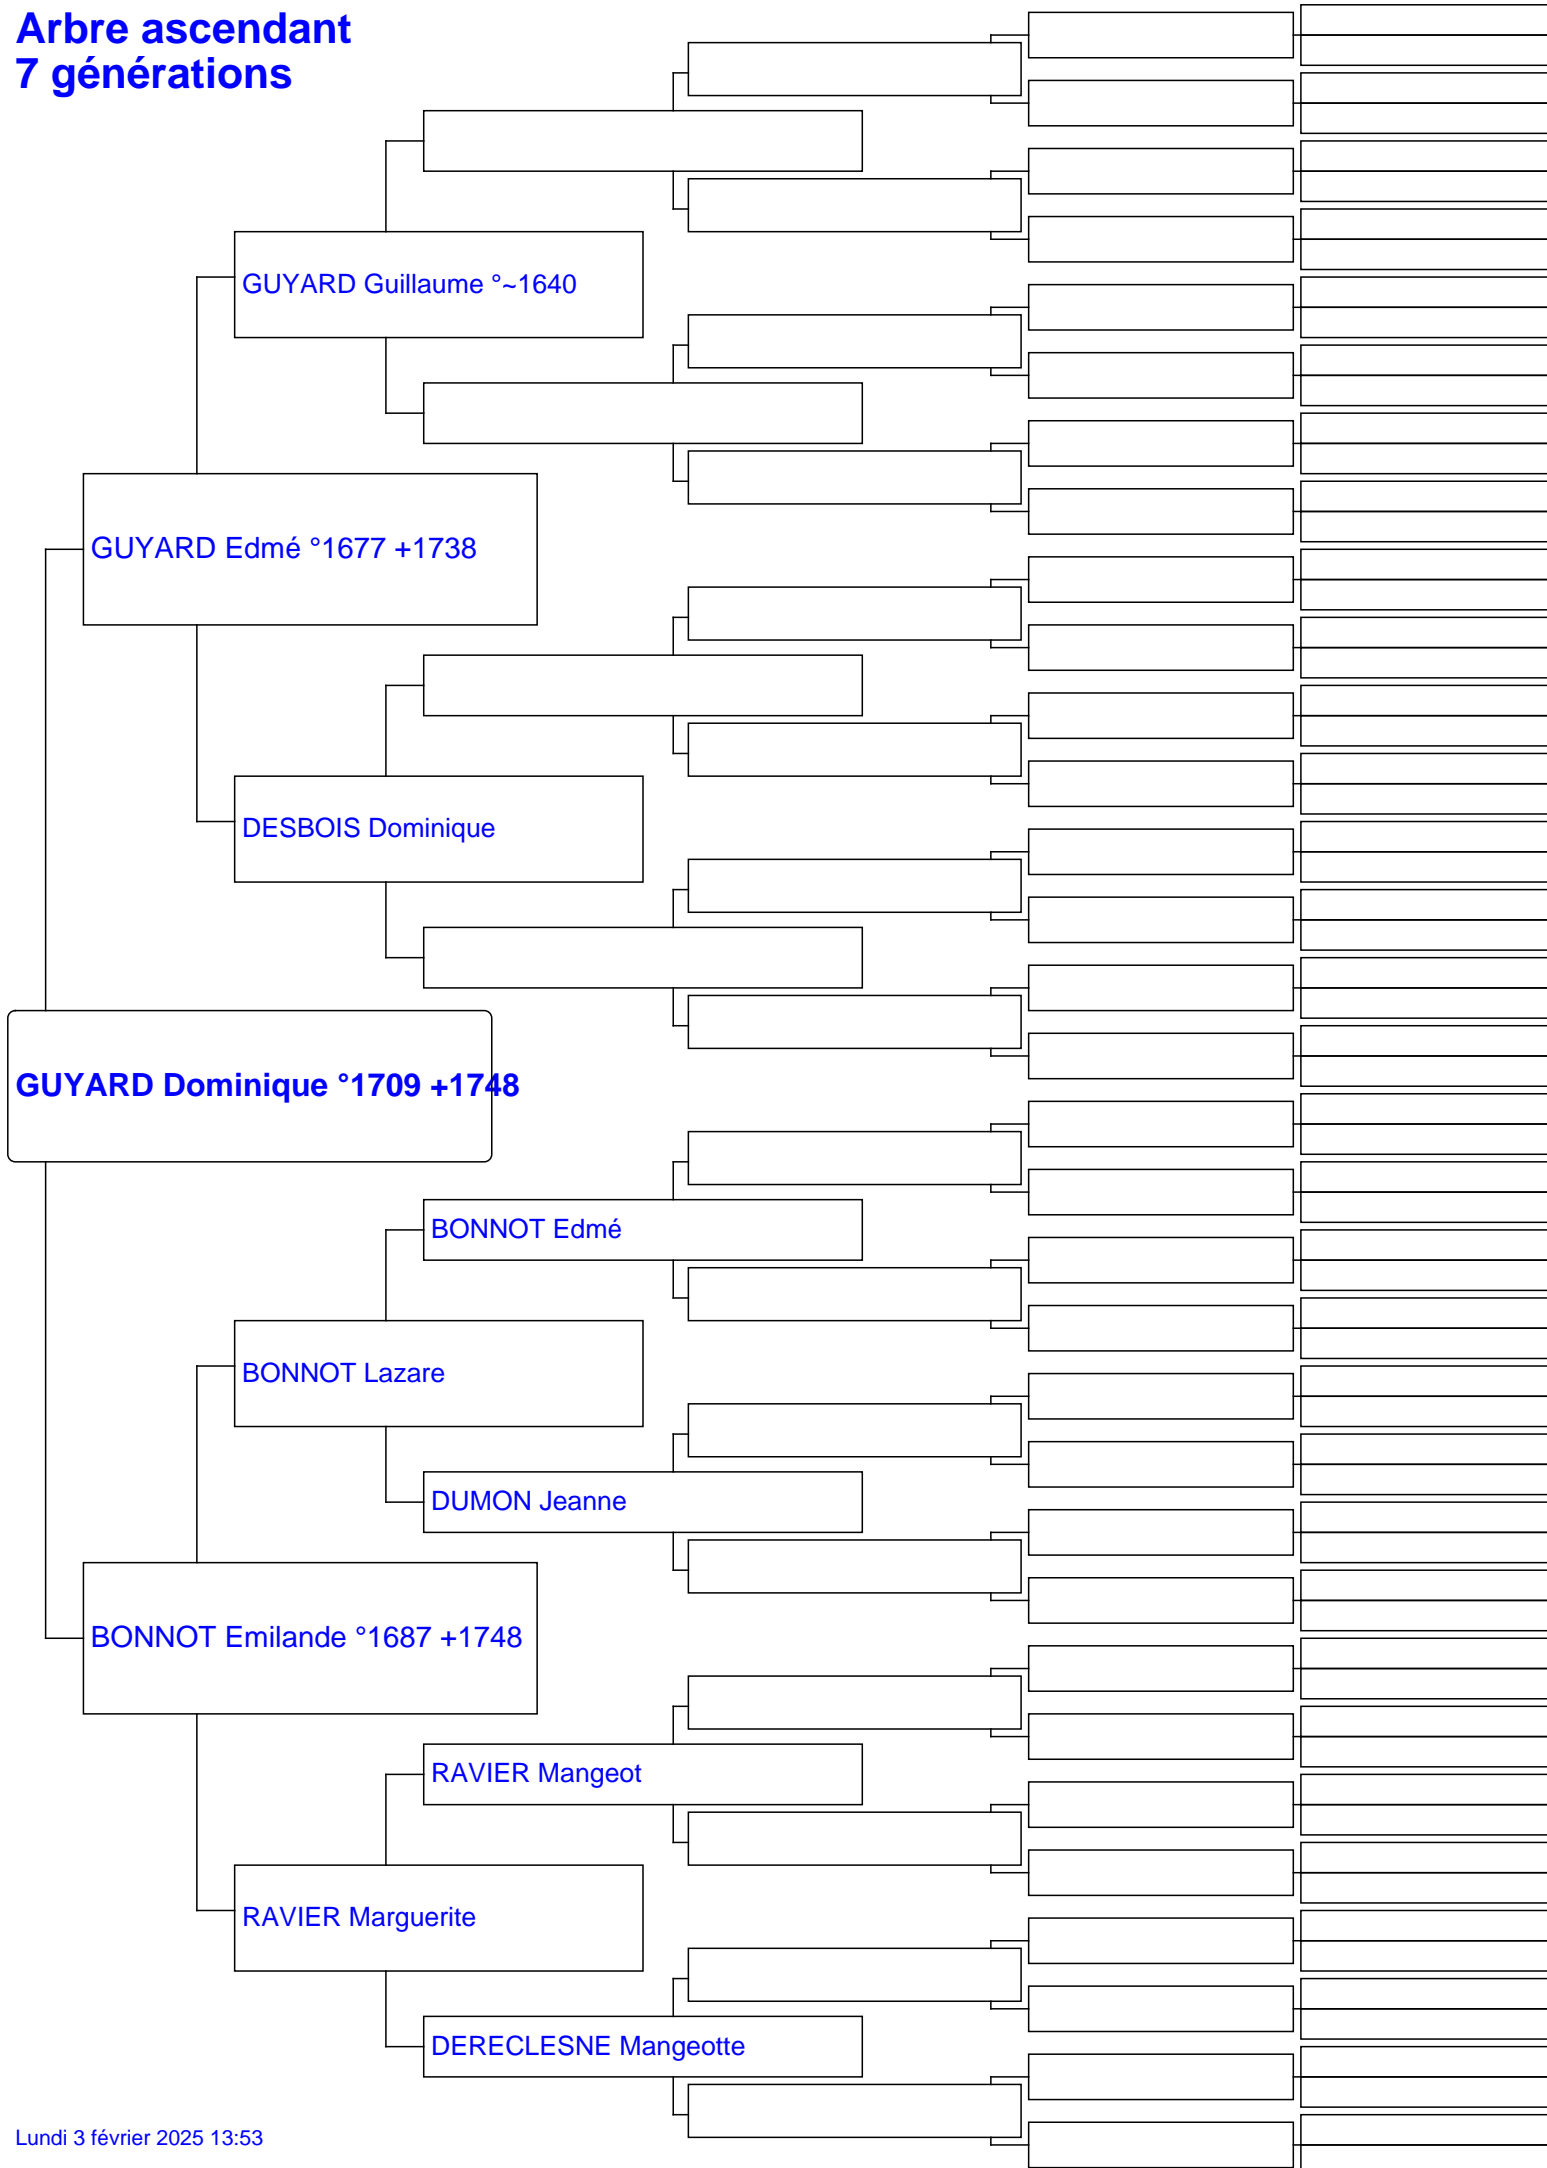 Arbre ascendant
7 générations
GUYARD Guillaume °~1640
GUYARD Edmé °1677 +1738
DESBOIS Dominique
GUYARD Dominique °1709 +1748
BONNOT Edmé
BONNOT Lazare
DUMON Jeanne
BONNOT Emilande °1687 +1748
RAVIER Mangeot
RAVIER Marguerite
DERECLESNE Mangeotte
Lundi 3 février 2025 13:53